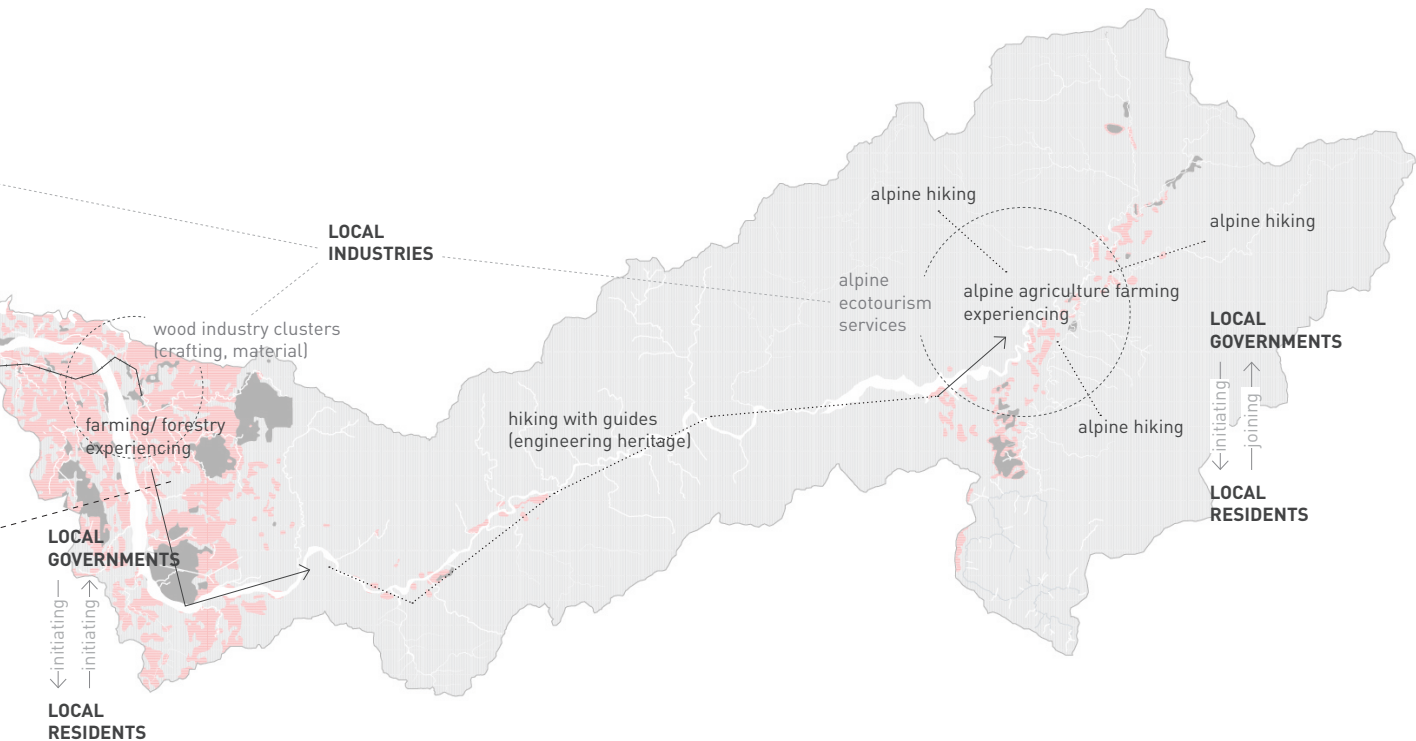 alpine hiking
alpine hiking
LOCAL
INDUSTRIES
alpine
ecotourism
services
alpine agriculture farming
experiencing
wood industry clusters
(crafting, material)
LOCAL
GOVERNMENTS
initiating
joining
LOCAL
RESIDENTS
farming/ forestry
experiencing
hiking with guides
(engineering heritage)
alpine hiking
LOCAL
GOVERNMENTS
initiating
initiating
LOCAL
RESIDENTS